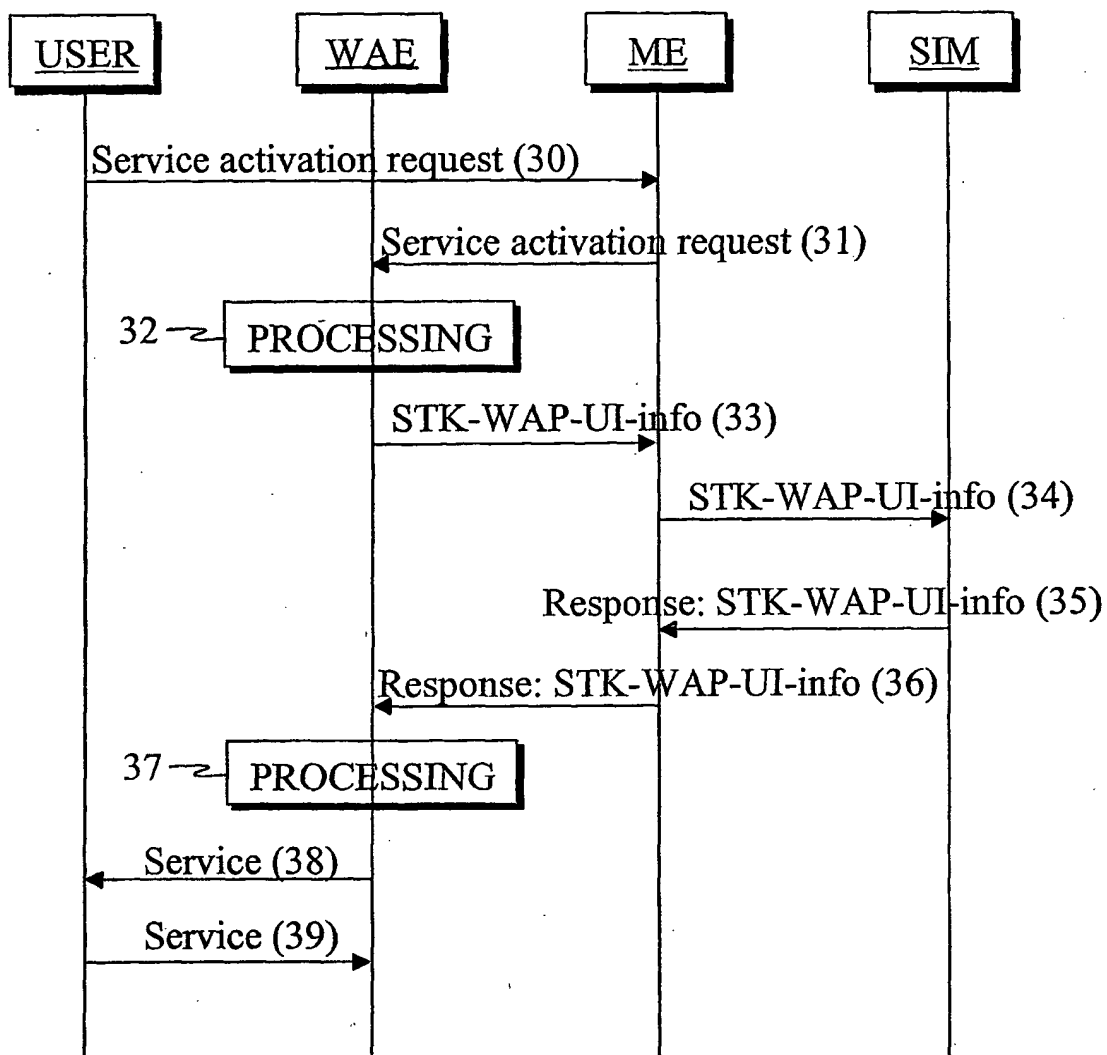 USER WAE ME SIM
Service activation request (30)
Service activation request (31)
32 PROCESSING
STK-WAP-UI-info (33)
STK-WAP-UI-info (34)
Response: STK-WAP-UI-info (35)
Response: STK-WAP-UI-info (36)
37 PROCESSING
Service (38)
Service (39)